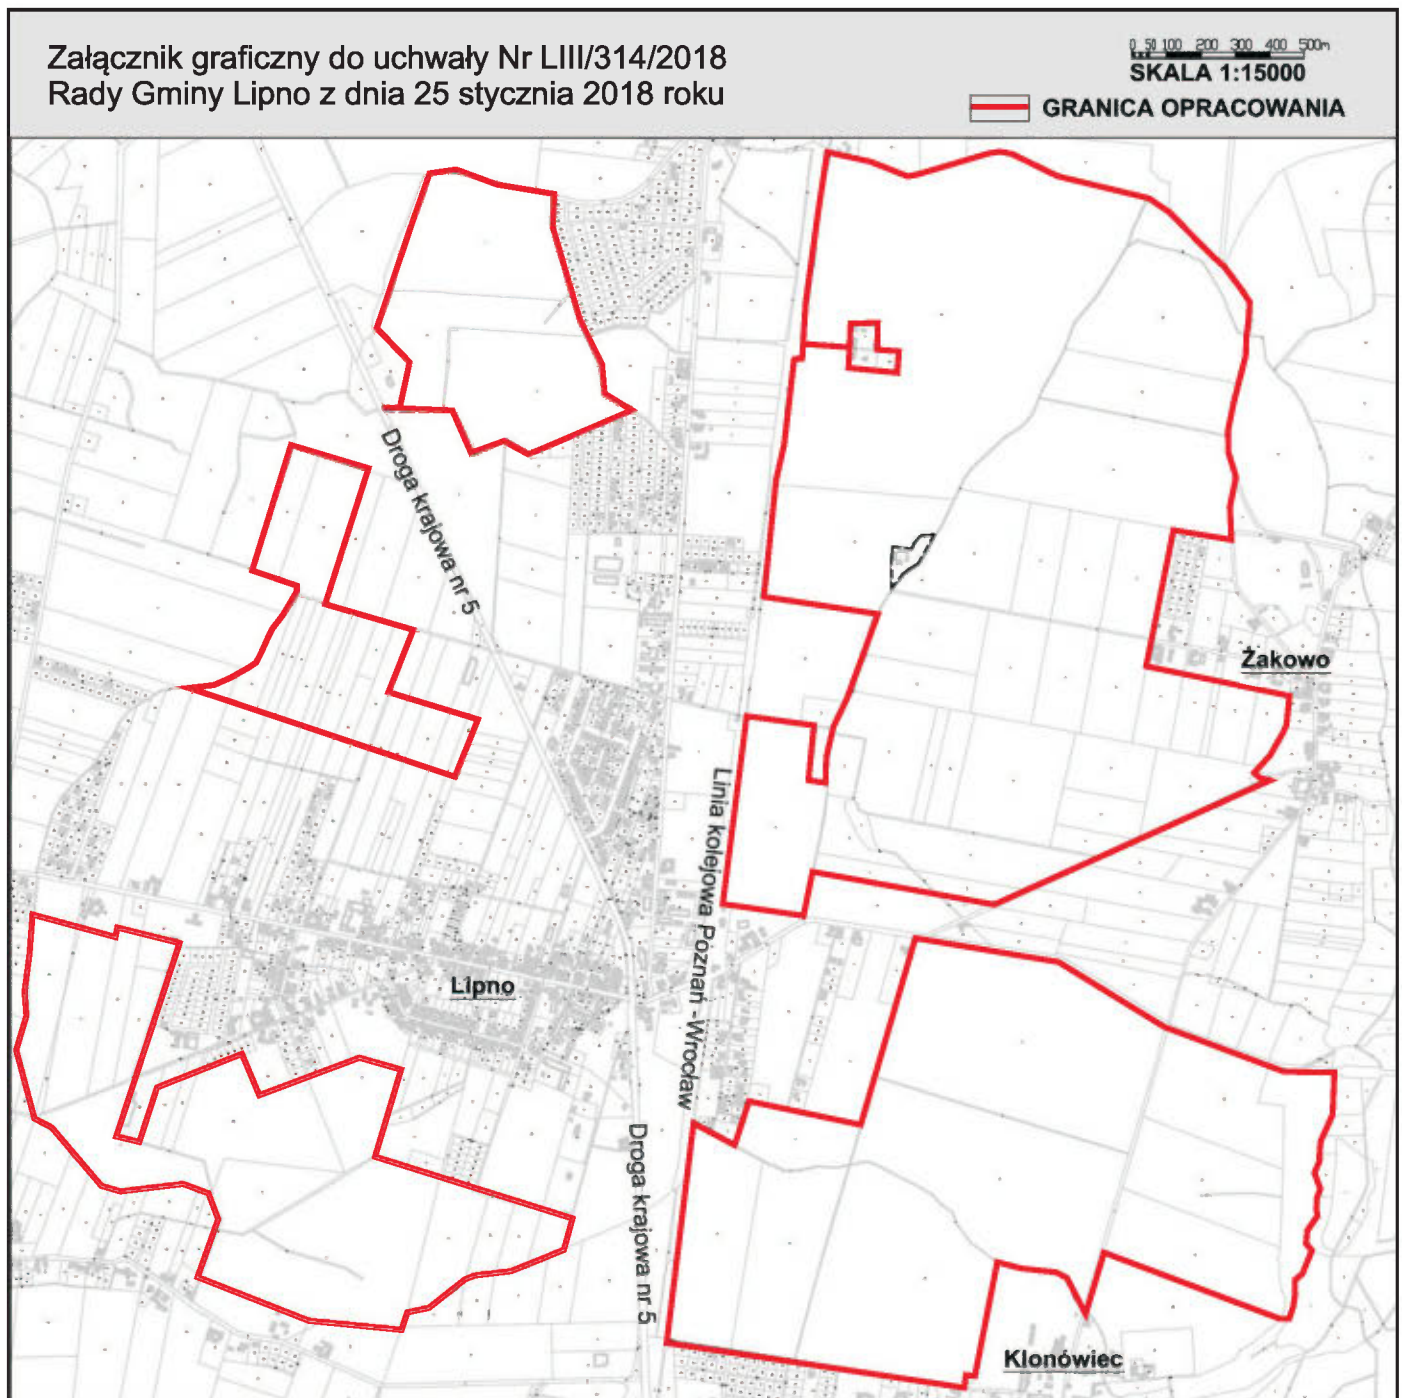 Załącznik graficzny do uchwały Nr LIII/314/2018
Rady Gminy Lipno z dnia 25 stycznia 2018 roku
0 50 100 200 300 400 500m
SKALA 1:15000
GRANICA OPRACOWANIA
Droga krajowa nr 5
Żakowo
Linia kolejowa Poznań -Wrocław
Lipno
Droga krajowa nr 5
Klonówiec